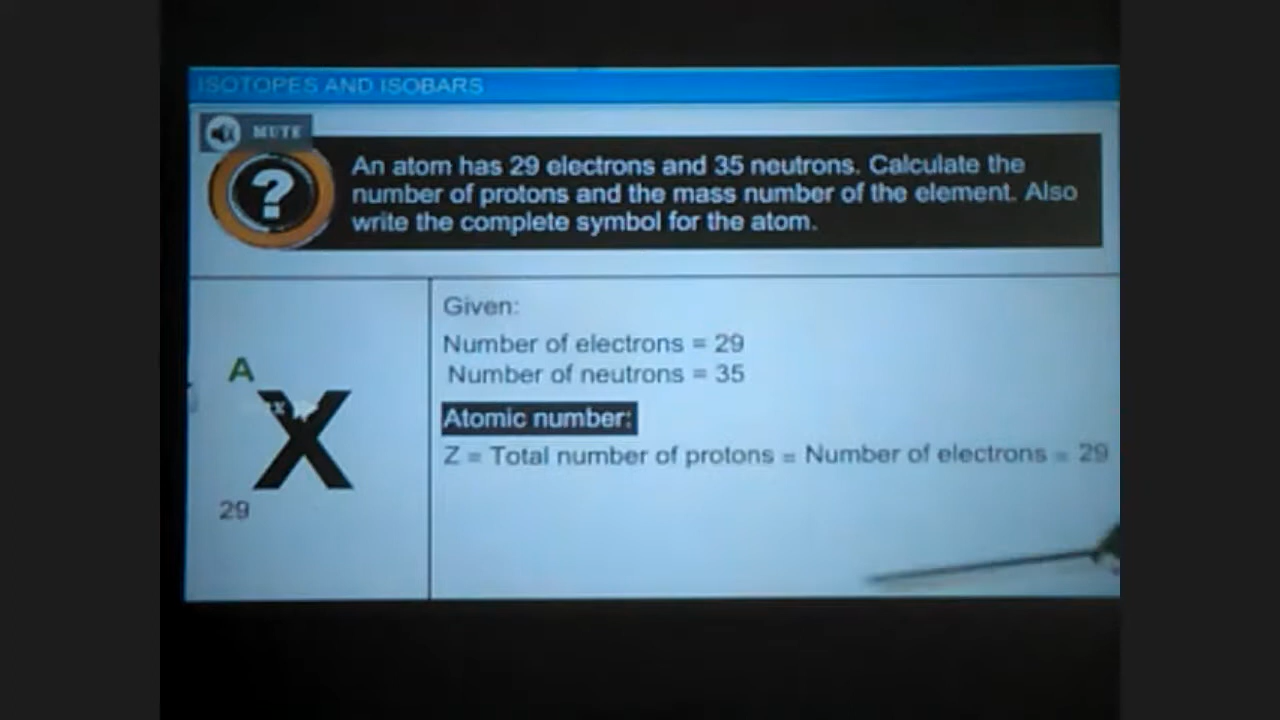 ISOTOPES AND ISOBARS
MUTE
?
An atom has 29 electrons and 35 neutrons. Calculate the
number of protons and the mass number of the element. Also
write the complete symbol for the atom.
Given:
Number of electrons = 29
Number of neutrons = 35
A
X
29
Atomic number:
Z = Total number of protons = Number of electrons = 29